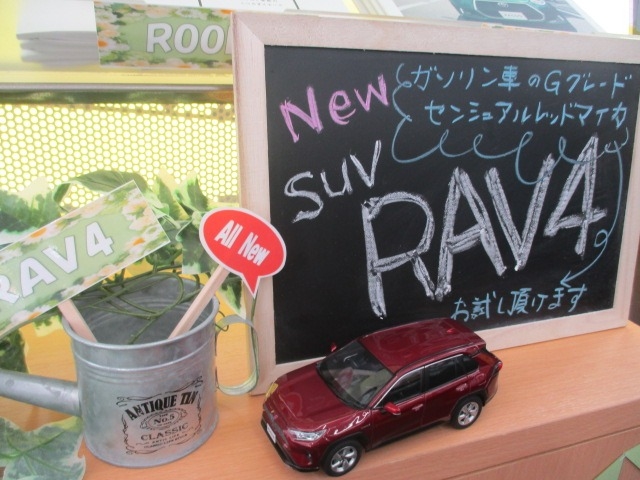 ROO
New
ガソリン車のGグレード
センシュアルレッドマイカ
SUV
RAV4
お試し頂けます
All New
RAV4
ANTIQUE TIN
No.5
CLASSIC